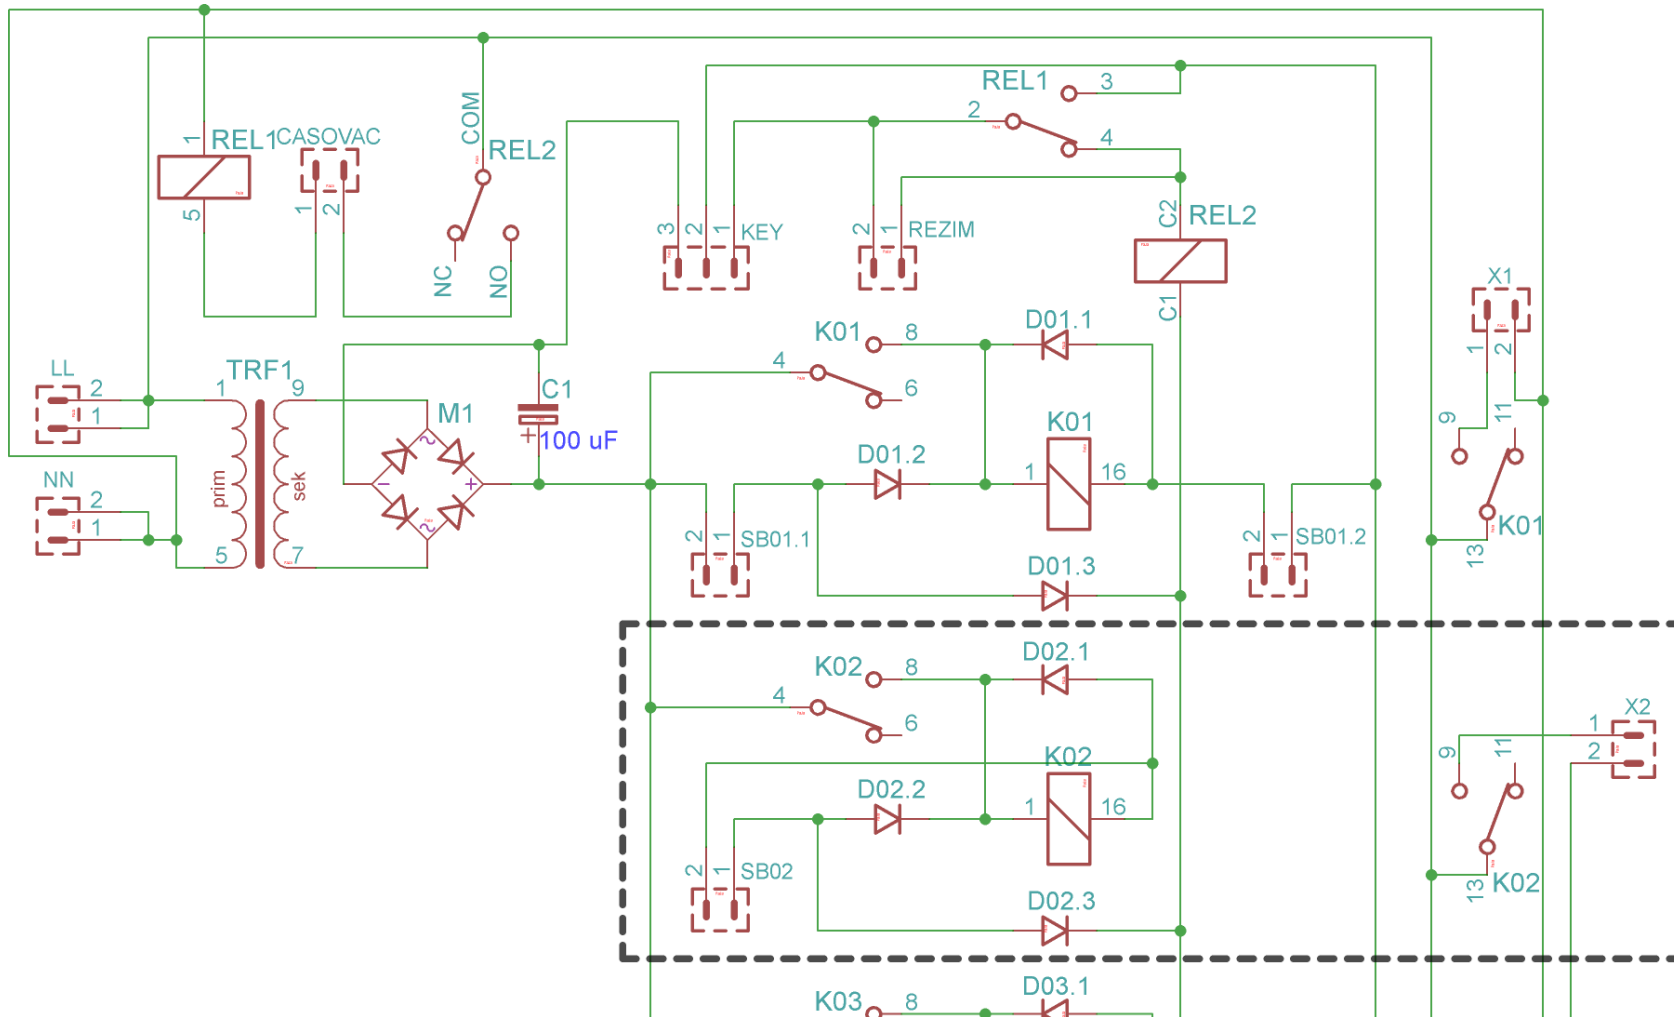 REL1
3
2
4
COM
1
REL1
CASOVAC
REL2
5
1
2
NC
NO
3
2
1
KEY
2
1
REZIM
C2
REL2
C1
X1
1
2
K01
8
4
6
D01.1
LL
2
1
TRF1
1
9
prim
sek
5
7
M1
-
+
~
~
C1
+
100 uF
NN
2
1
D01.2
K01
1
16
SB01.1
2
1
SB01.2
2
1
D01.3
9
11
K01
13
K02
8
4
6
D02.1
K02
D02.2
1
16
SB02
2
1
D02.3
X2
1
2
9
11
13
K02
K03
8
D03.1